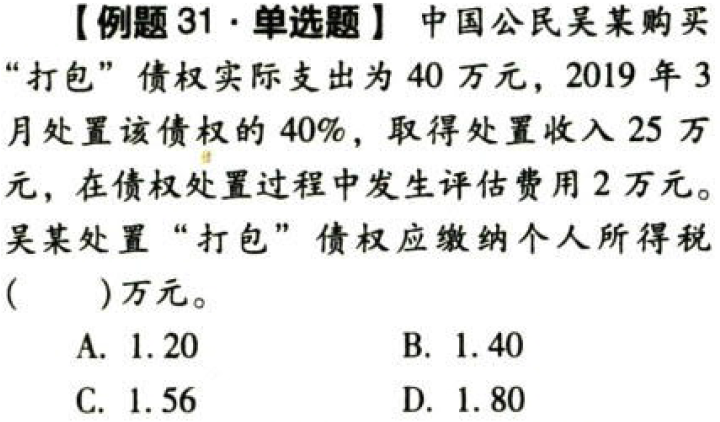 【例题 31·单选题】 中国公民吴某购买
“打包”债权实际支出为 40 万元，2019 年 3
月处置该债权的 40%，取得处置收入 25 万
元，在债权处置过程中发生评估费用 2 万元。
吴某处置“打包”债权应缴纳个人所得税
(　　)万元。
A. 1.20　　B. 1.40
C. 1.56　　D. 1.80